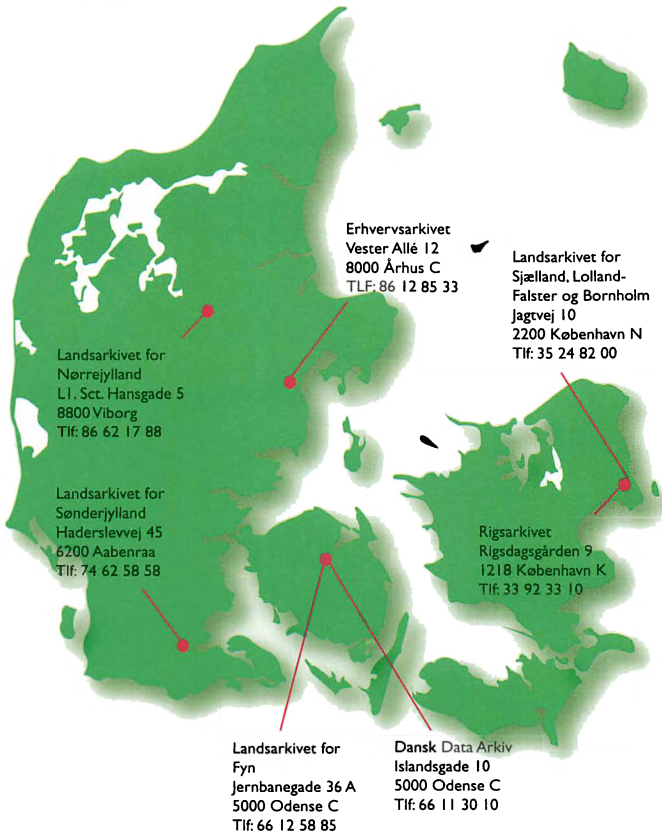 Erhvervsarkivet
Vester Allé 12
8000 Århus C
TLF: 86 12 85 33
Landsarkivet for
Sjælland, Lolland-
Falster og Bornholm
Jagtvej 10
2200 København N
Tlf: 35 24 82 00
Landsarkivet for
Nørrejylland
Ll. Sct. Hansgade 5
8800 Viborg
Tlf: 86 62 17 88
Landsarkivet for
Sønderjylland
Haderslevvej 45
6200 Aabenraa
Tlf: 74 62 58 58
Rigsarkivet
Rigsdagsgården 9
1218 København K
Tlf: 33 92 33 10
Landsarkivet for
Fyn
Jernbanegade 36 A
5000 Odense C
Tlf: 66 12 58 85
Dansk Data Arkiv
Islandsgade 10
5000 Odense C
Tlf: 66 11 30 10